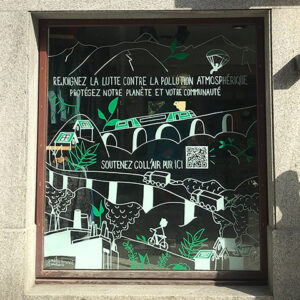 REJOIGNEZ LA LUTTE CONTRE LA POLLUTION ATMOSPHÉRIQUE
PROTÉGEZ NOTRE PLANÈTE ET VOTRE COMMUNAUTÉ
SOUTENEZ COLL'AIR PUR ICI